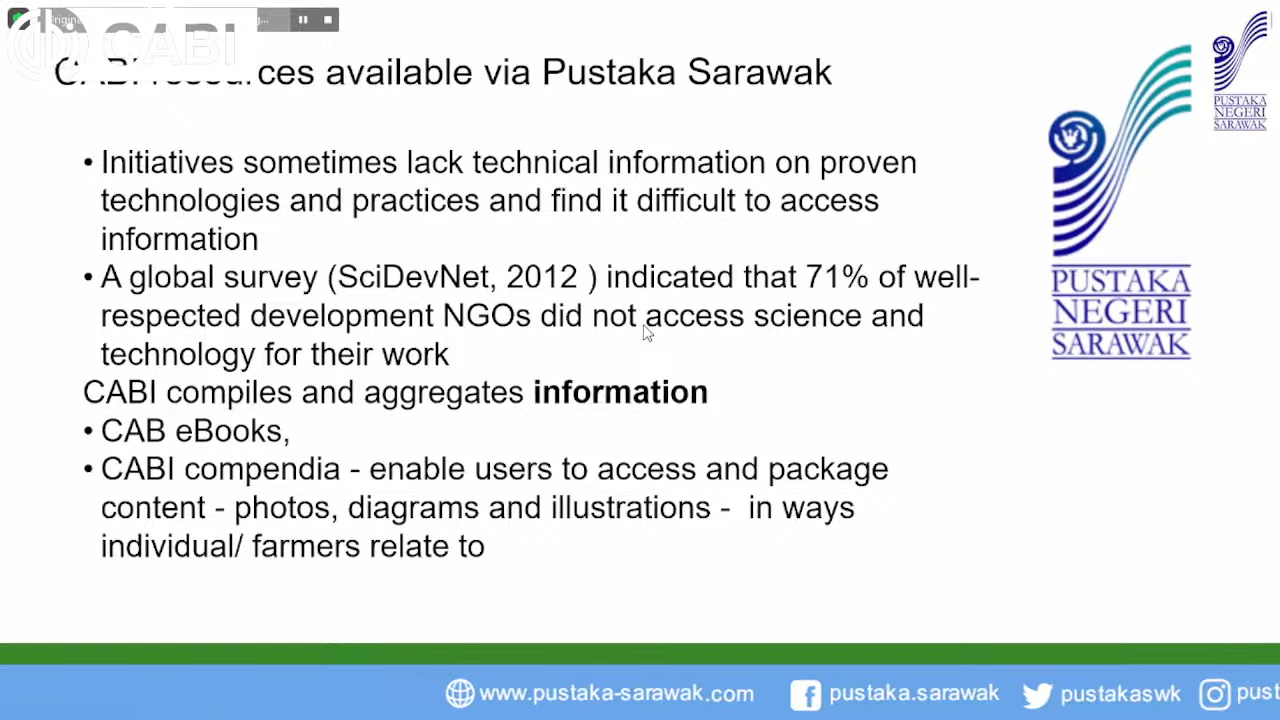 CABI
CABI resources available via Pustaka Sarawak
PUSTAKA
NEGERI
SARAWAK
• Initiatives sometimes lack technical information on proven
technologies and practices and find it difficult to access
information
• A global survey (SciDevNet, 2012 ) indicated that 71% of well-
respected development NGOs did not access science and
technology for their work
CABI compiles and aggregates information
• CAB eBooks,
• CABI compendia - enable users to access and package
content - photos, diagrams and illustrations - in ways
individual/ farmers relate to
PUSTAKA
NEGERI
SARAWAK
www.pustaka-sarawak.com pustaka.sarawak pustakaswk pust